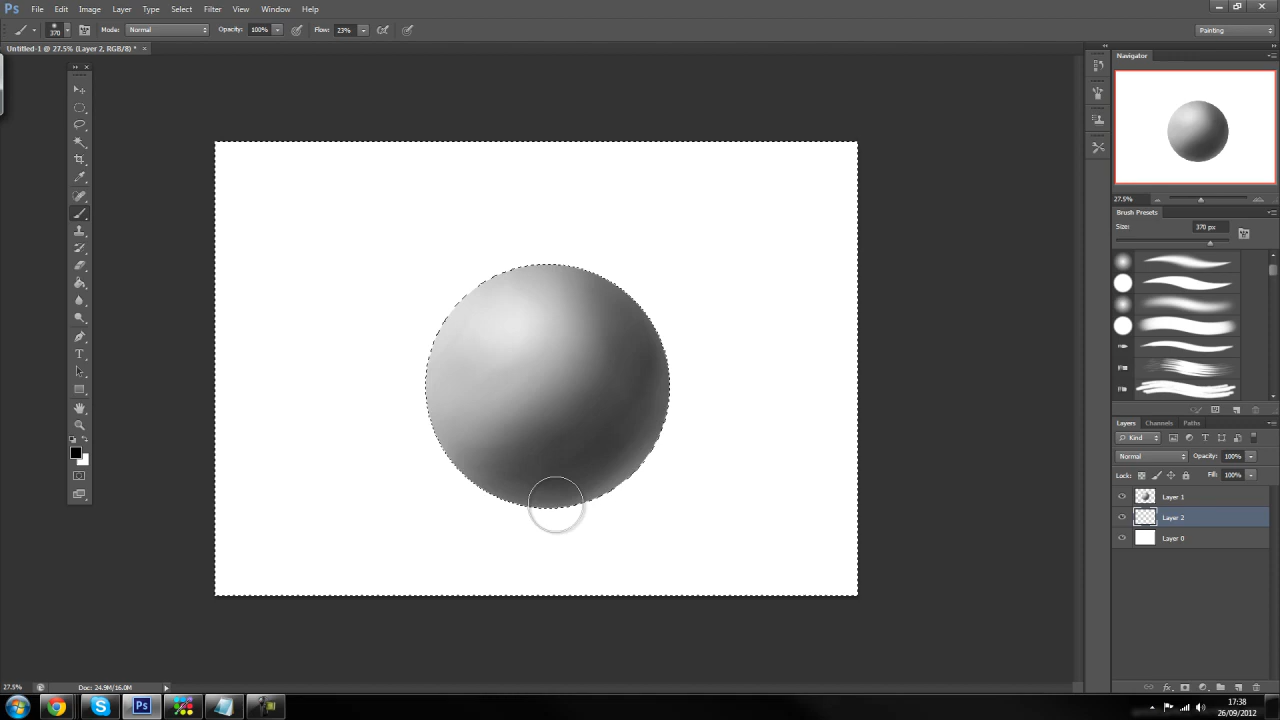 Ps File Edit Image Layer Type Select Filter View Window Help
370 Mode: Normal Opacity: 100% Flow: 23% Painting
Untitled-1 @ 27.5% (Layer 2, RGB/8) * ×
Navigator
27.5%
Brush Presets
Size: 370 px
Layers Channels Paths
Kind
Normal Opacity: 100%
Lock: Fill: 100%
Layer 1
Layer 2
Layer 0
27.5% Doc: 24.9M/16.0M
Ps
17:38
26/09/2012